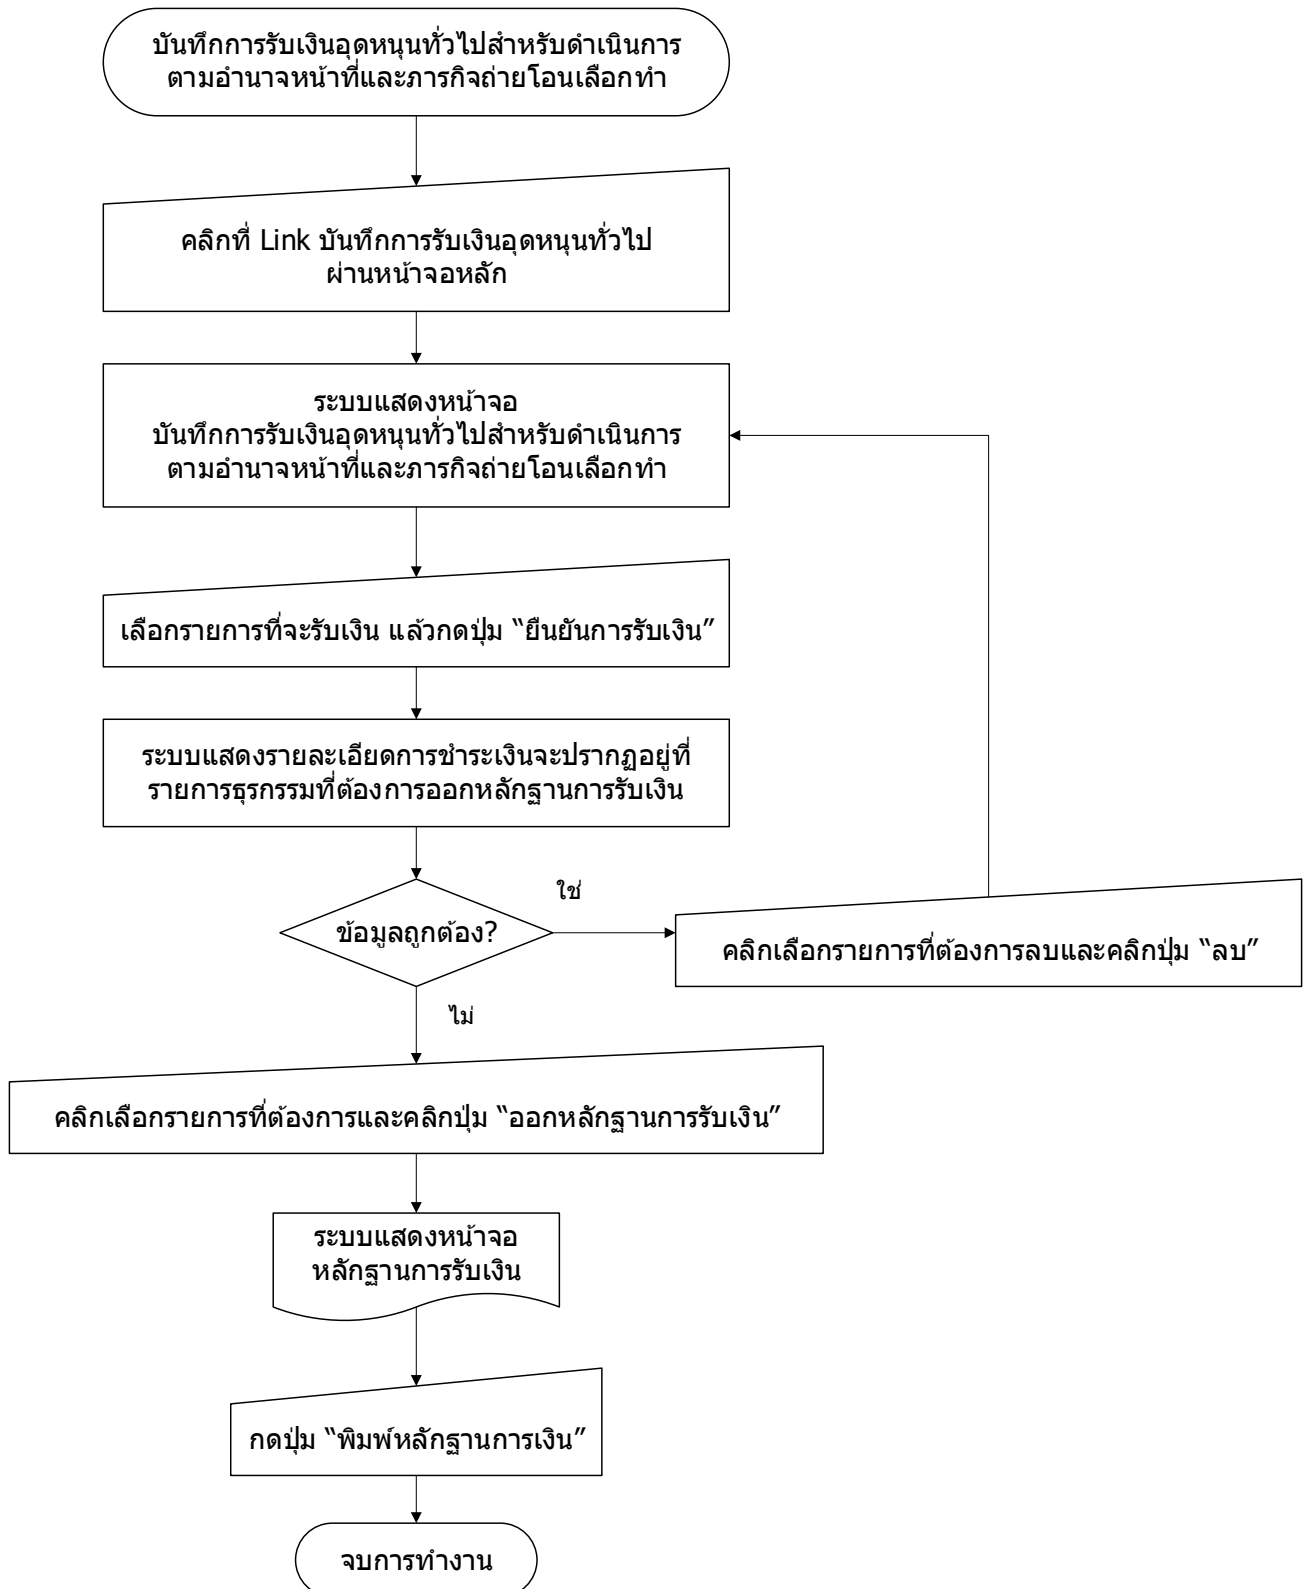 บันทึกการรับเงินอุดหนุนทั่วไปสำหรับดำเนินการ
ตามอำนาจหน้าที่และภารกิจถ่ายโอนเลือกทำ
คลิกที่ Link บันทึกการรับเงินอุดหนุนทั่วไป
ผ่านหน้าจอหลัก
ระบบแสดงหน้าจอ
บันทึกการรับเงินอุดหนุนทั่วไปสำหรับดำเนินการ
ตามอำนาจหน้าที่และภารกิจถ่ายโอนเลือกทำ
เลือกรายการที่จะรับเงิน แล้วกดปุ่ม “ยืนยันการรับเงิน”
ระบบแสดงรายละเอียดการชำระเงินจะปรากฏอยู่ที่
รายการธุรกรรมที่ต้องการออกหลักฐานการรับเงิน
ข้อมูลถูกต้อง?
ใช่
คลิกเลือกรายการที่ต้องการลบและคลิกปุ่ม “ลบ”
ไม่
คลิกเลือกรายการที่ต้องการและคลิกปุ่ม “ออกหลักฐานการรับเงิน”
ระบบแสดงหน้าจอ
หลักฐานการรับเงิน
กดปุ่ม “พิมพ์หลักฐานการเงิน”
จบการทำงาน